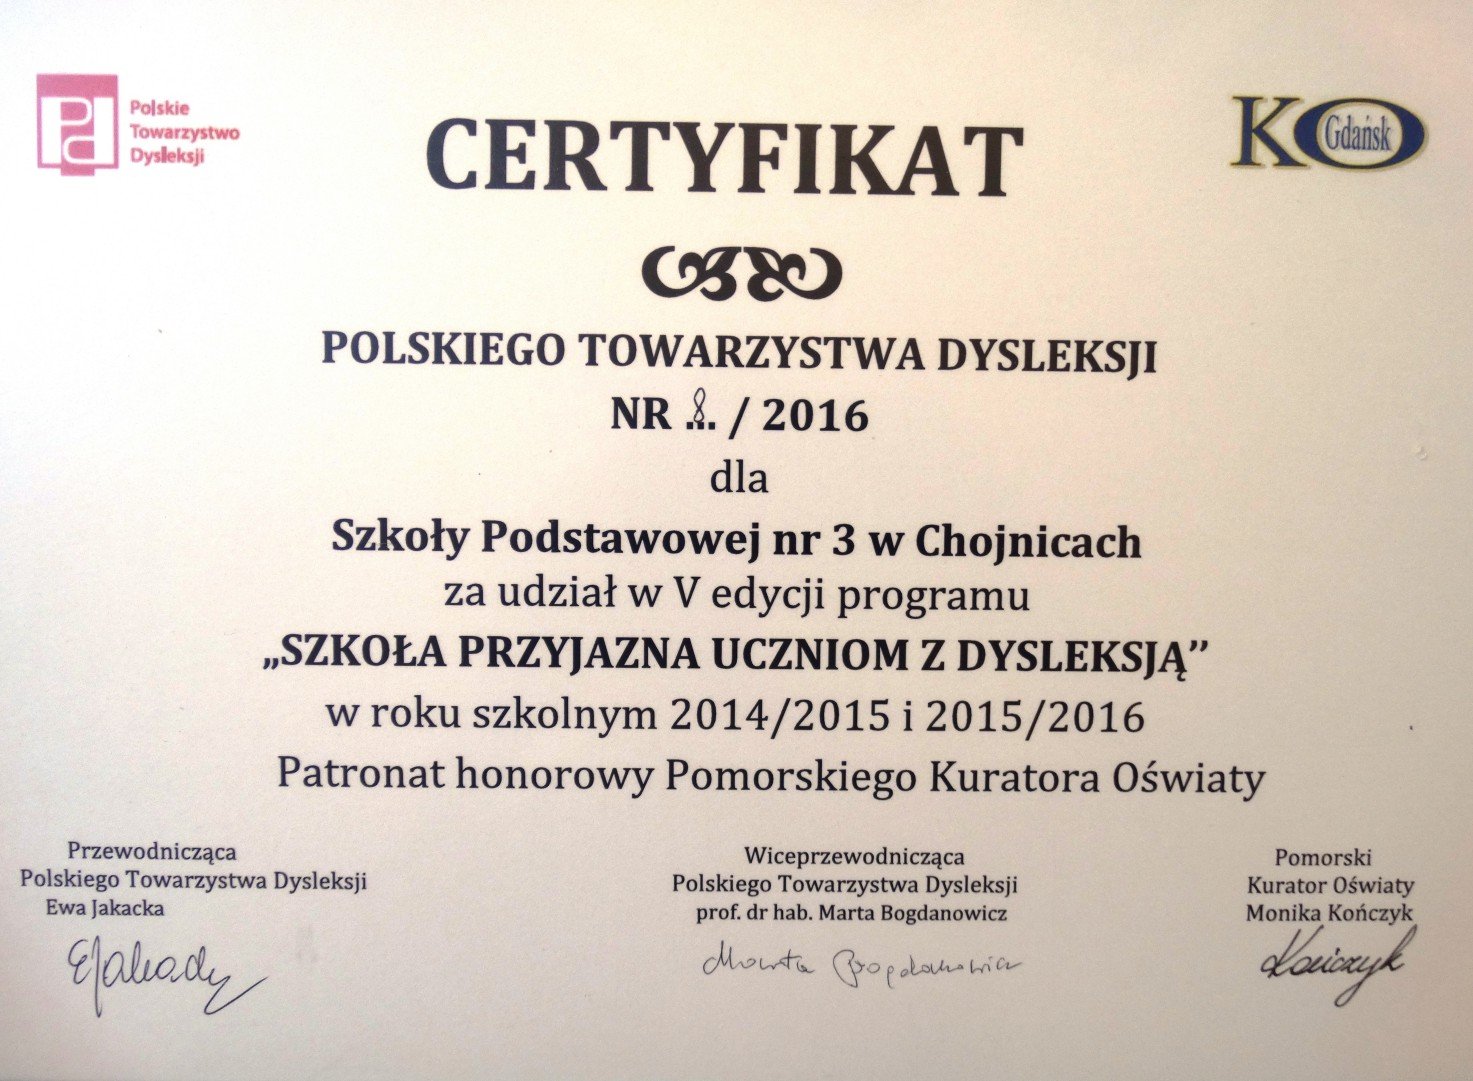 Polskie
Towarzystwo
Dysleksji
KO Gdańsk
CERTYFIKAT
POLSKIEGO TOWARZYSTWA DYSLEKSJI
NR .8. / 2016
dla
Szkoły Podstawowej nr 3 w Chojnicach
za udział w V edycji programu
„SZKOŁA PRZYJAZNA UCZNIOM Z DYSLEKSJĄ”
w roku szkolnym 2014/2015 i 2015/2016
Patronat honorowy Pomorskiego Kuratora Oświaty
Przewodnicząca
Polskiego Towarzystwa Dysleksji
Ewa Jakacka
Wiceprzewodnicząca
Polskiego Towarzystwa Dysleksji
prof. dr hab. Marta Bogdanowicz
Marta Bogdanowicz
Pomorski
Kurator Oświaty
Monika Kończyk
Kończyk